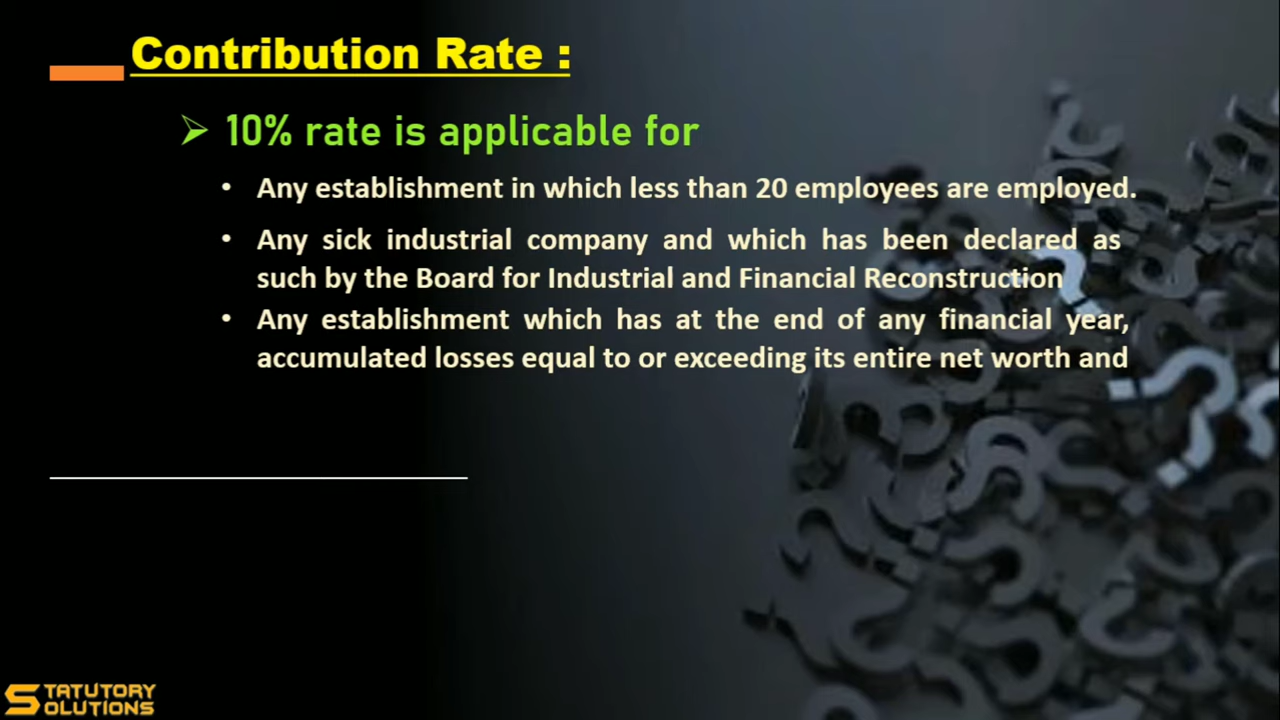 Contribution Rate :
➢ 10% rate is applicable for
• Any establishment in which less than 20 employees are employed.
• Any sick industrial company and which has been declared as
such by the Board for Industrial and Financial Reconstruction
• Any establishment which has at the end of any financial year,
accumulated losses equal to or exceeding its entire net worth and
STATUTORY
SOLUTIONS